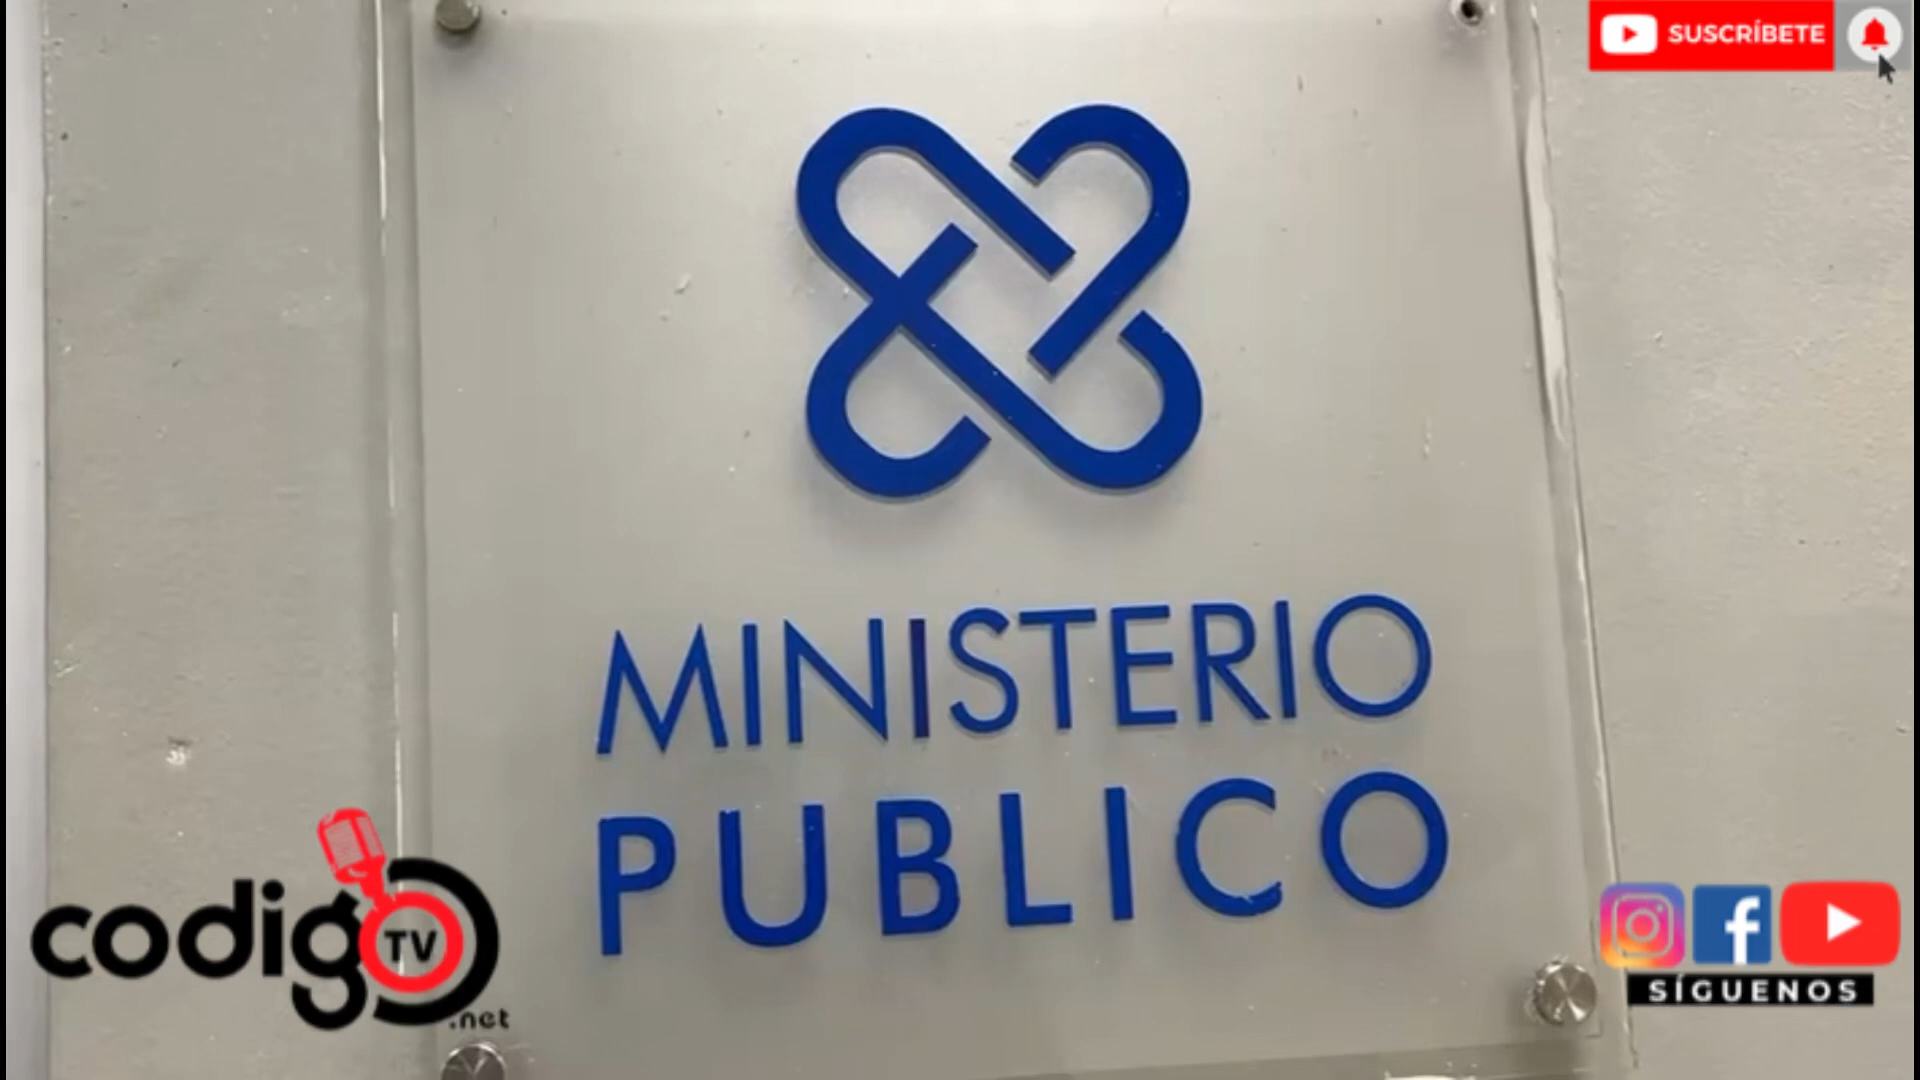 SUSCRÍBETE
MINISTERIO
PUBLICO
codigo
TV
.net
SÍGUENOS